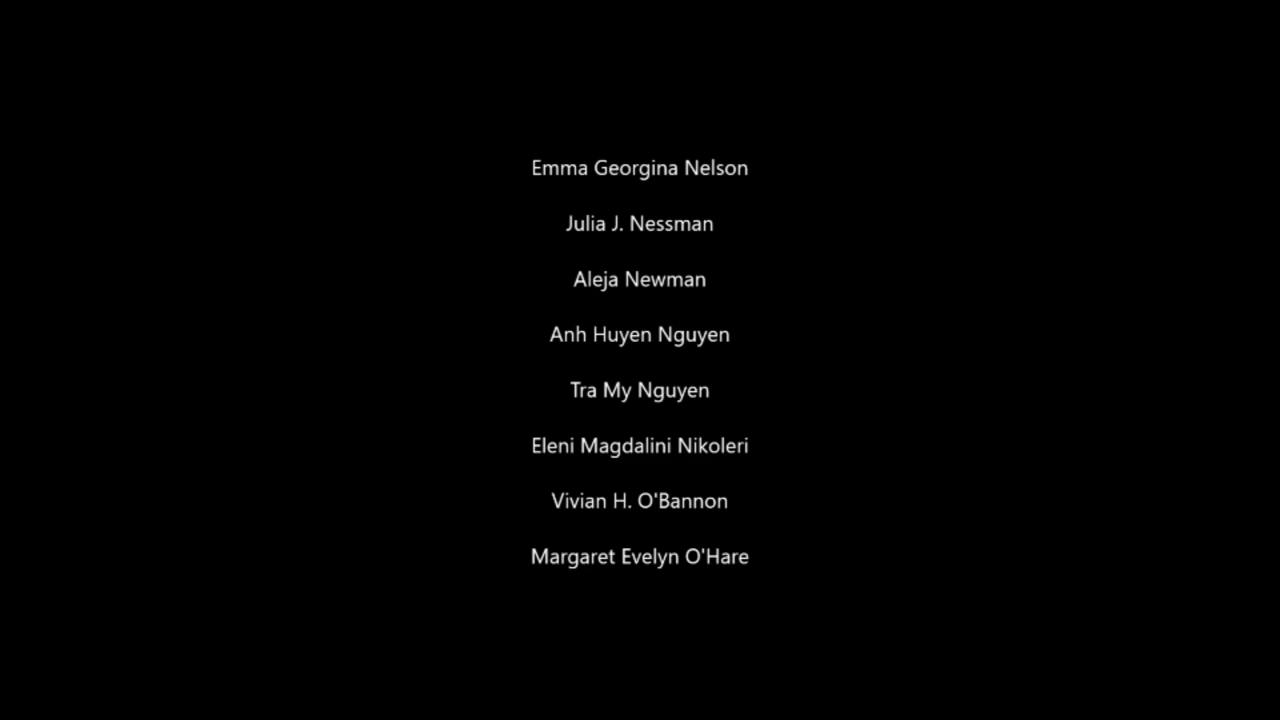 Emma Georgina Nelson
Julia J. Nessman
Aleja Newman
Anh Huyen Nguyen
Tra My Nguyen
Eleni Magdalini Nikoleri
Vivian H. O'Bannon
Margaret Evelyn O'Hare